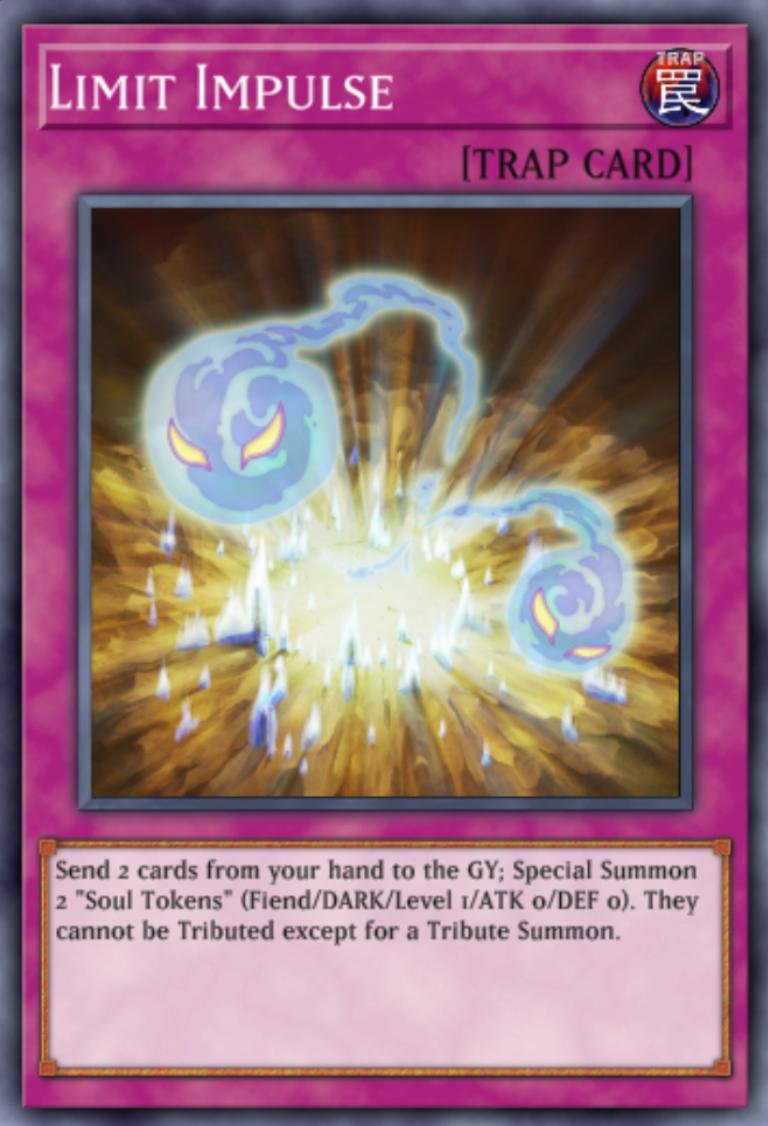 LIMIT IMPULSE
TRAP
罠
[TRAP CARD]
Send 2 cards from your hand to the GY; Special Summon
2 "Soul Tokens" (Fiend/DARK/Level 1/ATK 0/DEF 0). They
cannot be Tributed except for a Tribute Summon.